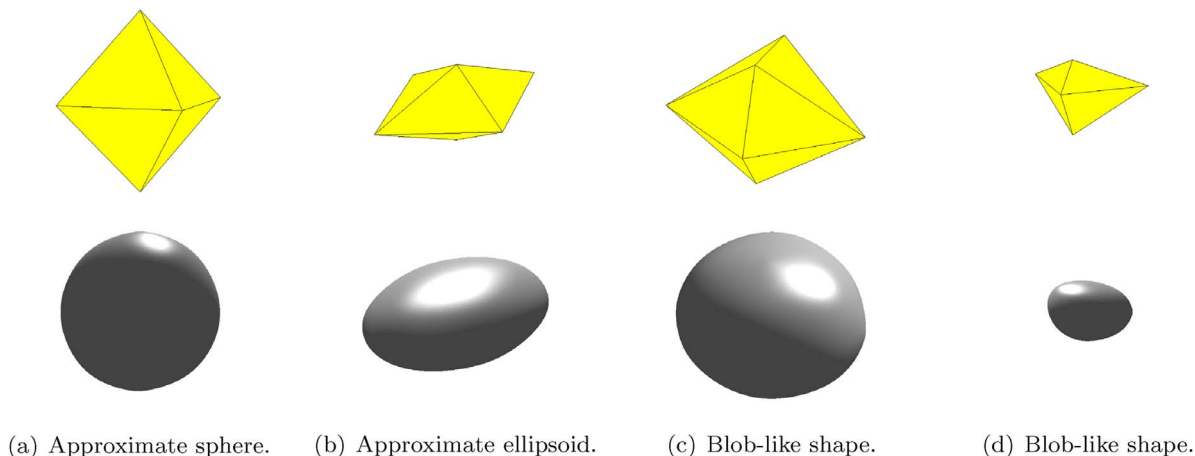 (a) Approximate sphere.
(b) Approximate ellipsoid.
(c) Blob-like shape.
(d) Blob-like shape.